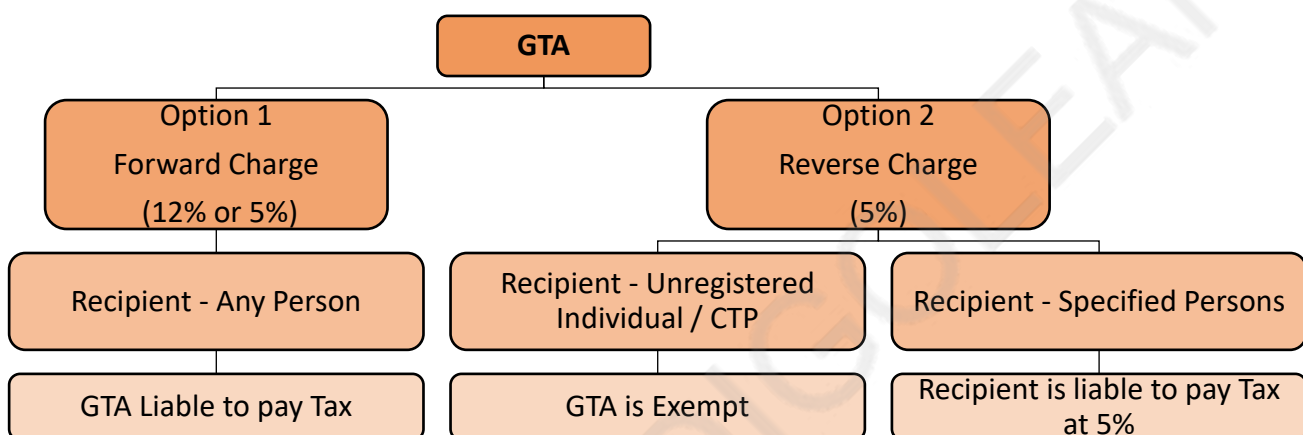 GTA
Option 1
Forward Charge
(12% or 5%)
Option 2
Reverse Charge
(5%)
Recipient - Any Person
Recipient - Unregistered
Individual / CTP
Recipient - Specified Persons
GTA Liable to pay Tax
GTA is Exempt
Recipient is liable to pay Tax
at 5%